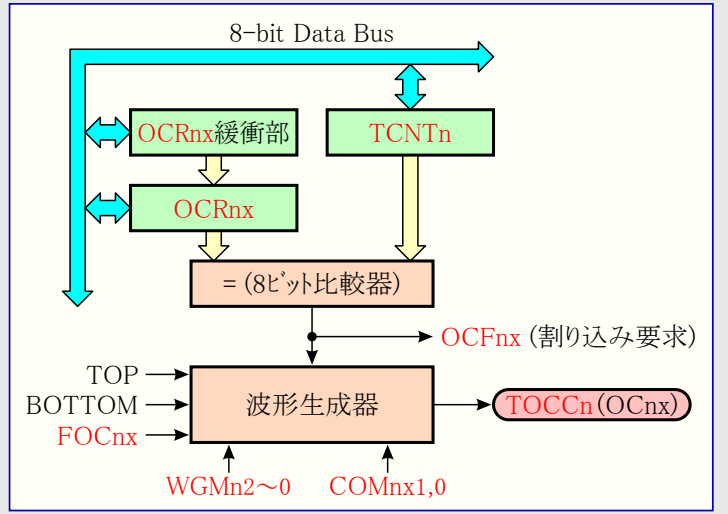 8-bit Data Bus
OCRnx緩衝部
TCNTn
OCRnx
= (8ﾋﾞｯﾄ比較器)
OCFnx (割り込み要求)
TOP
BOTTOM
FOCnx
波形生成器
TOCCn(OCnx)
WGMn2～0
COMnx1,0